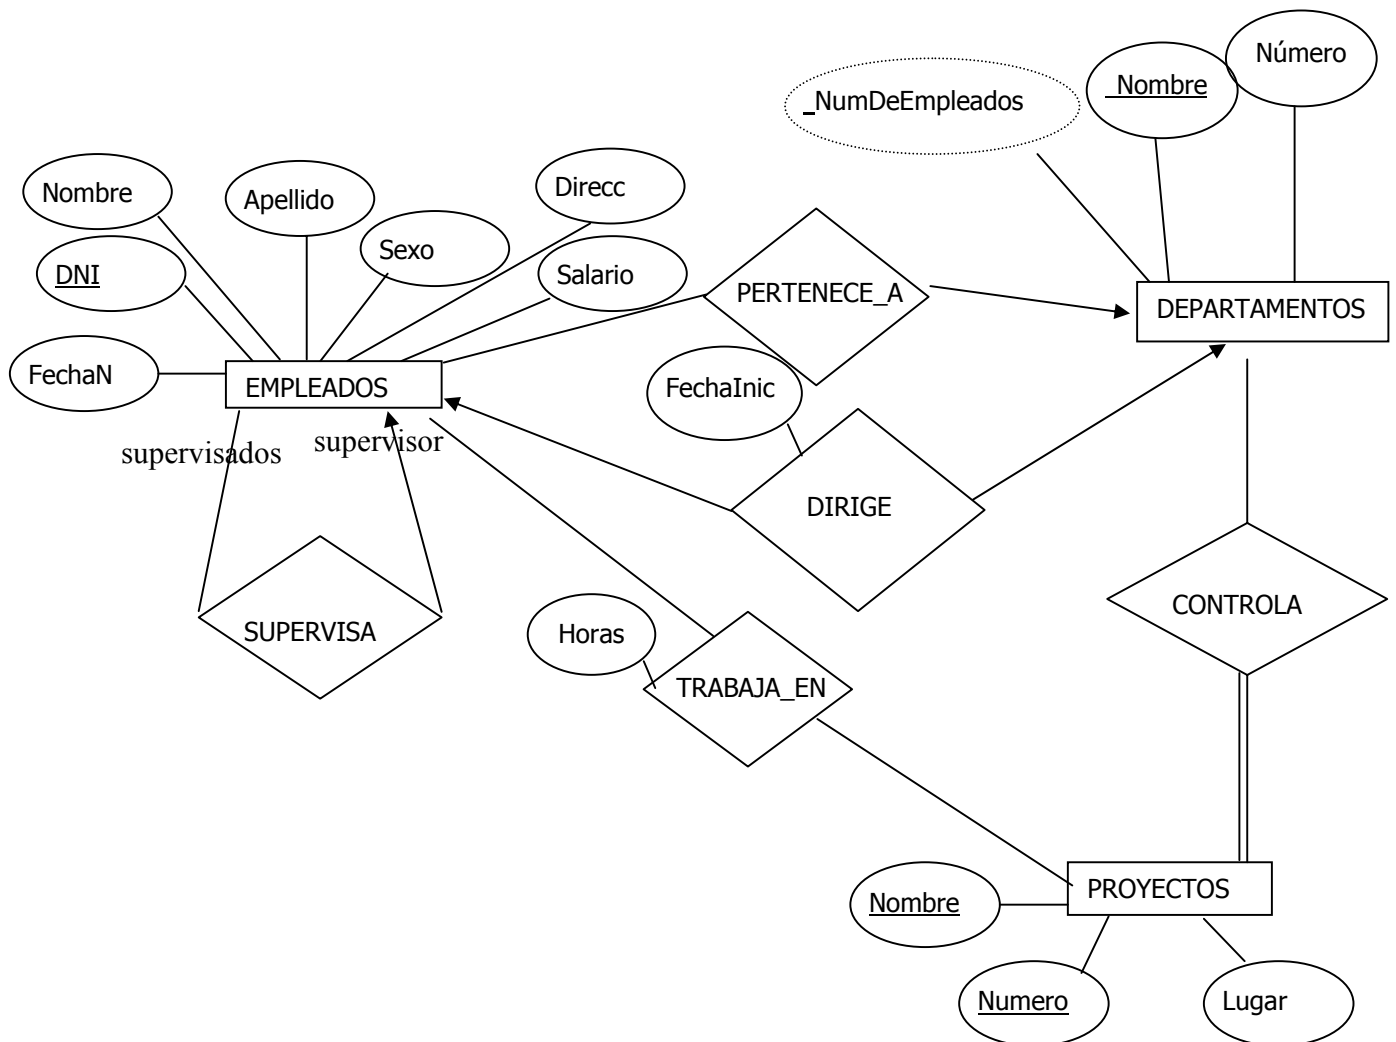 Número
_Nombre
_NumDeEmpleados
Nombre
Apellido
Direcc
Sexo
DNI
Salario
PERTENECE_A
DEPARTAMENTOS
FechaN
EMPLEADOS
FechaInic
supervisados
supervisor
DIRIGE
CONTROLA
SUPERVISA
Horas
TRABAJA_EN
PROYECTOS
Nombre
Numero
Lugar